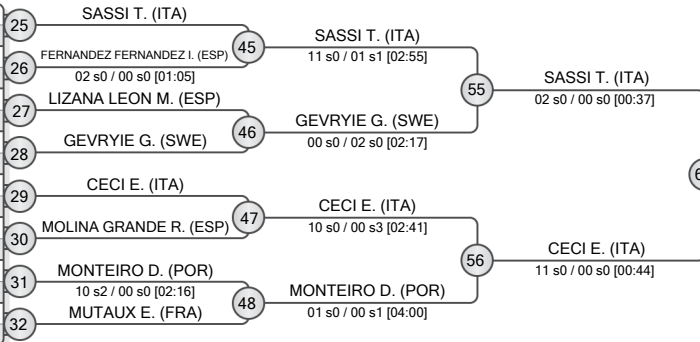 25
SASSI T. (ITA)
26
FERNANDEZ FERNANDEZ I. (ESP)
02 s0 / 00 s0 [01:05]
27
LIZANA LEON M. (ESP)
28
GEVRYIE G. (SWE)
29
CECI E. (ITA)
30
MOLINA GRANDE R. (ESP)
31
MONTEIRO D. (POR)
10 s2 / 00 s0 [02:16]
32
MUTAUX E. (FRA)
45
SASSI T. (ITA)
11 s0 / 01 s1 [02:55]
46
GEVRYIE G. (SWE)
00 s0 / 02 s0 [02:17]
47
CECI E. (ITA)
10 s0 / 00 s3 [02:41]
48
MONTEIRO D. (POR)
01 s0 / 00 s1 [04:00]
55
SASSI T. (ITA)
02 s0 / 00 s0 [00:37]
56
CECI E. (ITA)
11 s0 / 00 s0 [00:44]